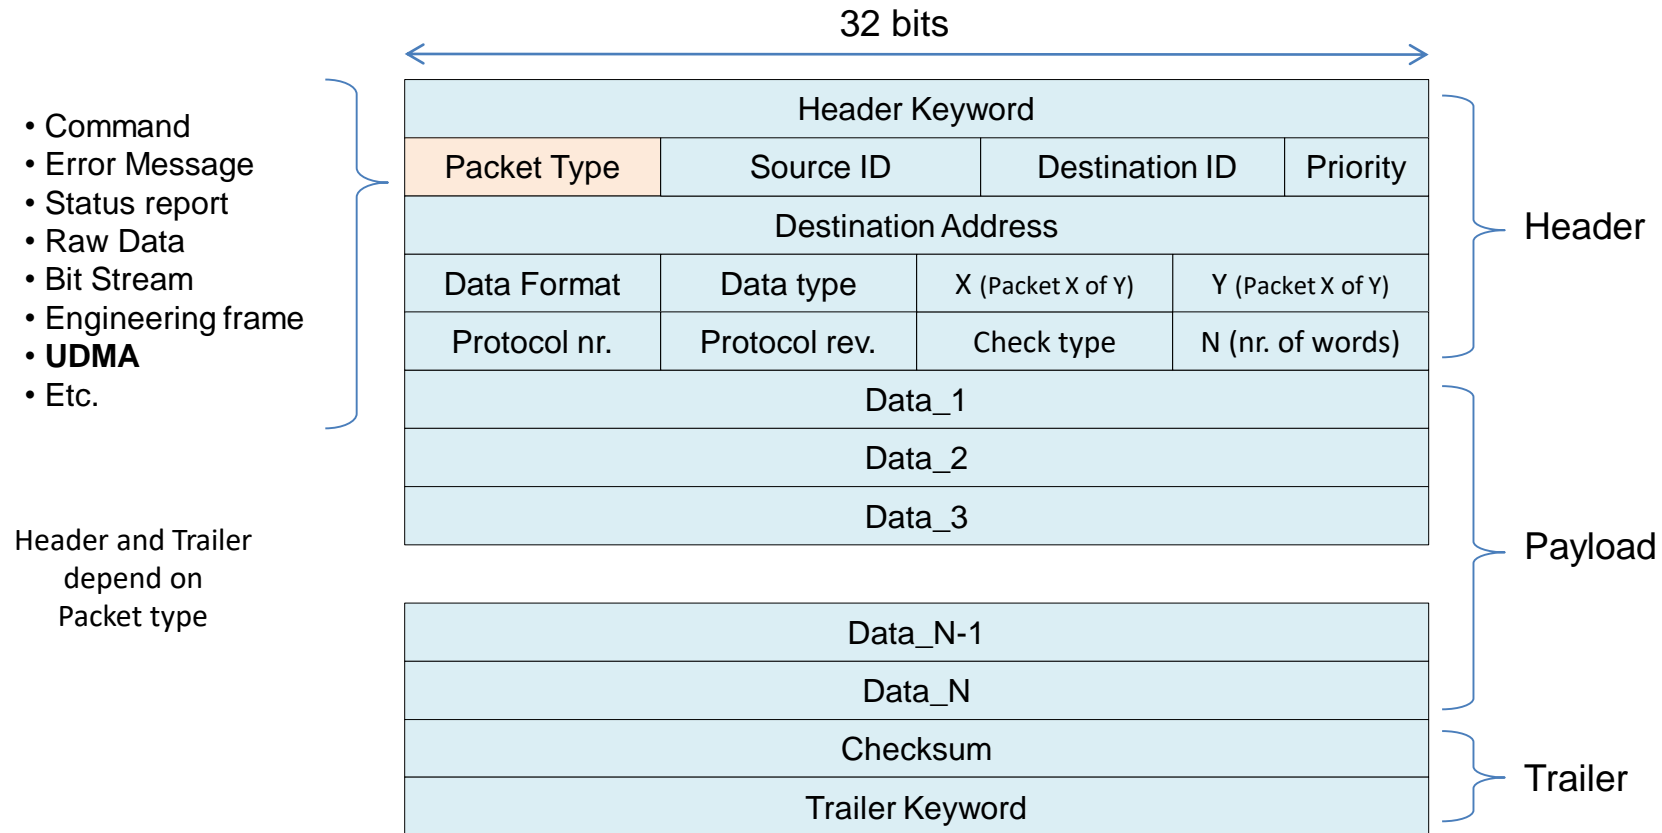 32 bits
• Command
• Error Message
• Status report
• Raw Data
• Bit Stream
• Engineering frame
• UDMA
• Etc.
Header and Trailer
depend on
Packet type
Header Keyword
Packet Type Source ID Destination ID Priority
Destination Address
Data Format Data type X (Packet X of Y) Y (Packet X of Y)
Protocol nr. Protocol rev. Check type N (nr. of words)
Data_1
Data_2
Data_3
Data_N-1
Data_N
Checksum
Trailer Keyword
Header
Payload
Trailer